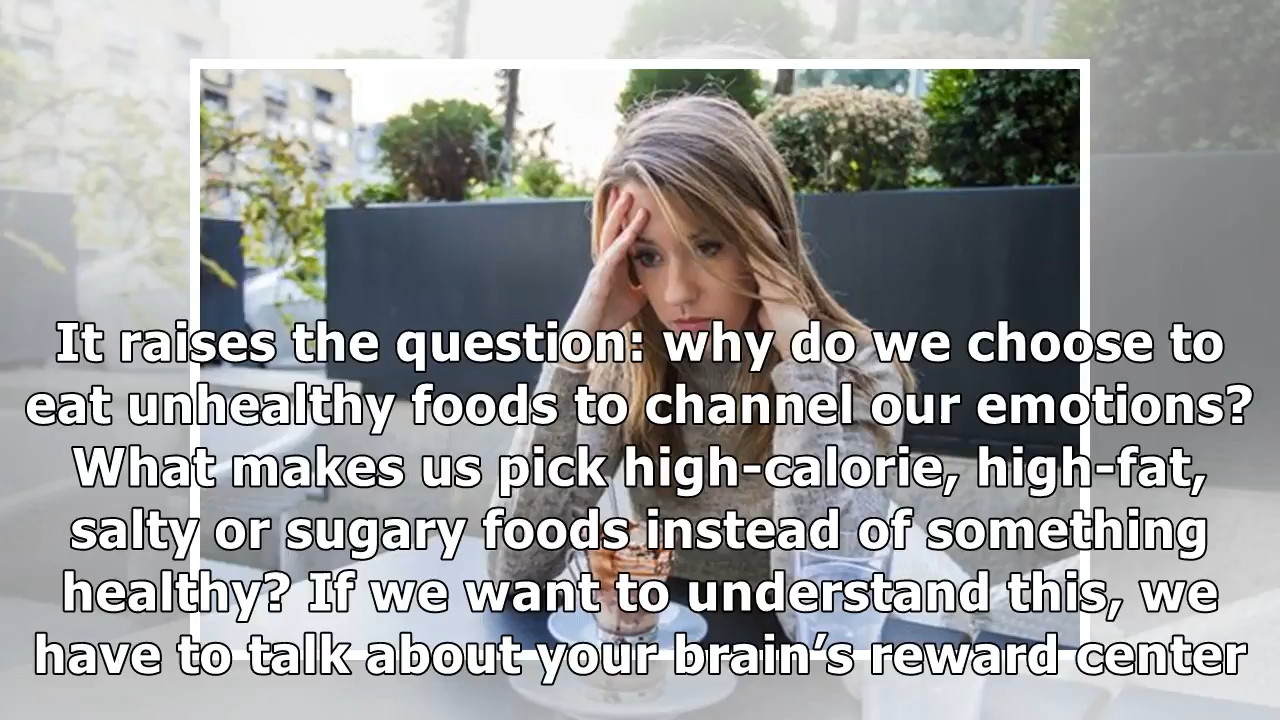 It raises the question: why do we choose to
eat unhealthy foods to channel our emotions?
What makes us pick high-calorie, high-fat,
salty or sugary foods instead of something
healthy? If we want to understand this, we
have to talk about your brain’s reward center